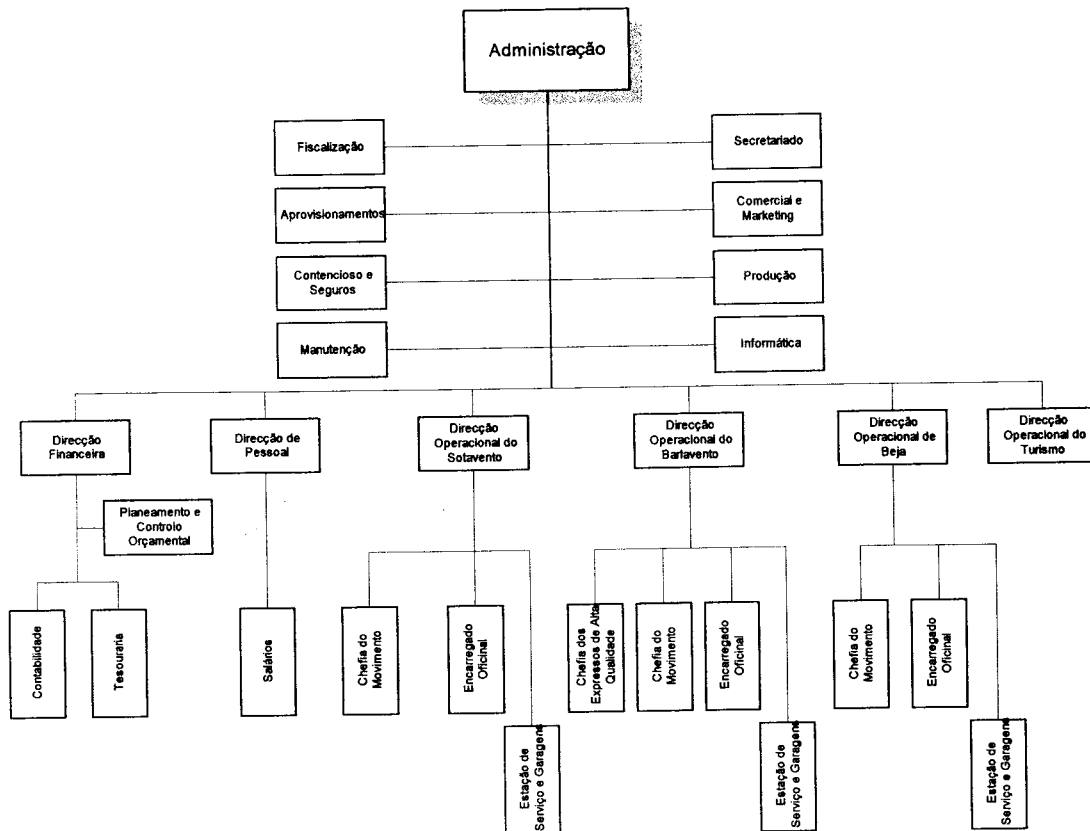 Administração
Fiscalização
Secretariado
Aprovisionamentos
Comercial e
Marketing
Contencioso e
Seguros
Produção
Manutenção
Informática
Direcção
Financeira
Direcção de
Pessoal
Direcção
Operacional do
Sotavento
Direcção
Operacional do
Barlavento
Direcção
Operacional de
Beja
Direcção
Operacional do
Turismo
Planeamento e
Controlo
Orçamental
Contabilidade
Tesouraria
Salários
Chefia do
Movimento
Encarregado
Oficinal
Estação de
Serviço e Garagens
Chefia dos
Expressos de Alta
Qualidade
Chefia do
Movimento
Encarregado
Oficinal
Estação de
Serviço e Garagens
Chefia do
Movimento
Encarregado
Oficinal
Estação de
Serviço e Garagens